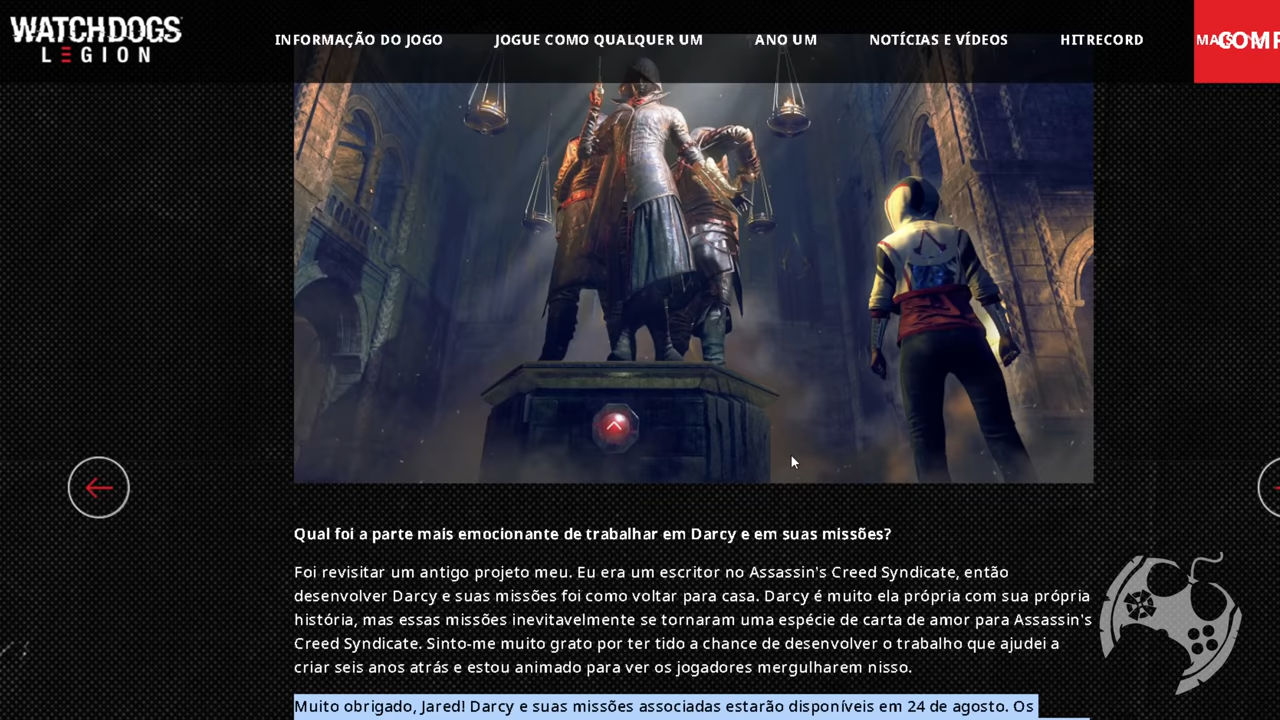 WATCHDOGS
LEGION
INFORMAÇÃO DO JOGO
JOGUE COMO QUALQUER UM
ANO UM
NOTÍCIAS E VÍDEOS
HITRECORD
Qual foi a parte mais emocionante de trabalhar em Darcy e em suas missões?
Foi revisitar um antigo projeto meu. Eu era um escritor no Assassin's Creed Syndicate, então
desenvolver Darcy e suas missões foi como voltar para casa. Darcy é muito ela própria com sua própria
história, mas essas missões inevitavelmente se tornaram uma espécie de carta de amor para Assassin's
Creed Syndicate. Sinto-me muito grato por ter tido a chance de desenvolver o trabalho que ajudei a
criar seis anos atrás e estou animado para ver os jogadores mergulharem nisso.
Muito obrigado, Jared! Darcy e suas missões associadas estarão disponíveis em 24 de agosto. Os